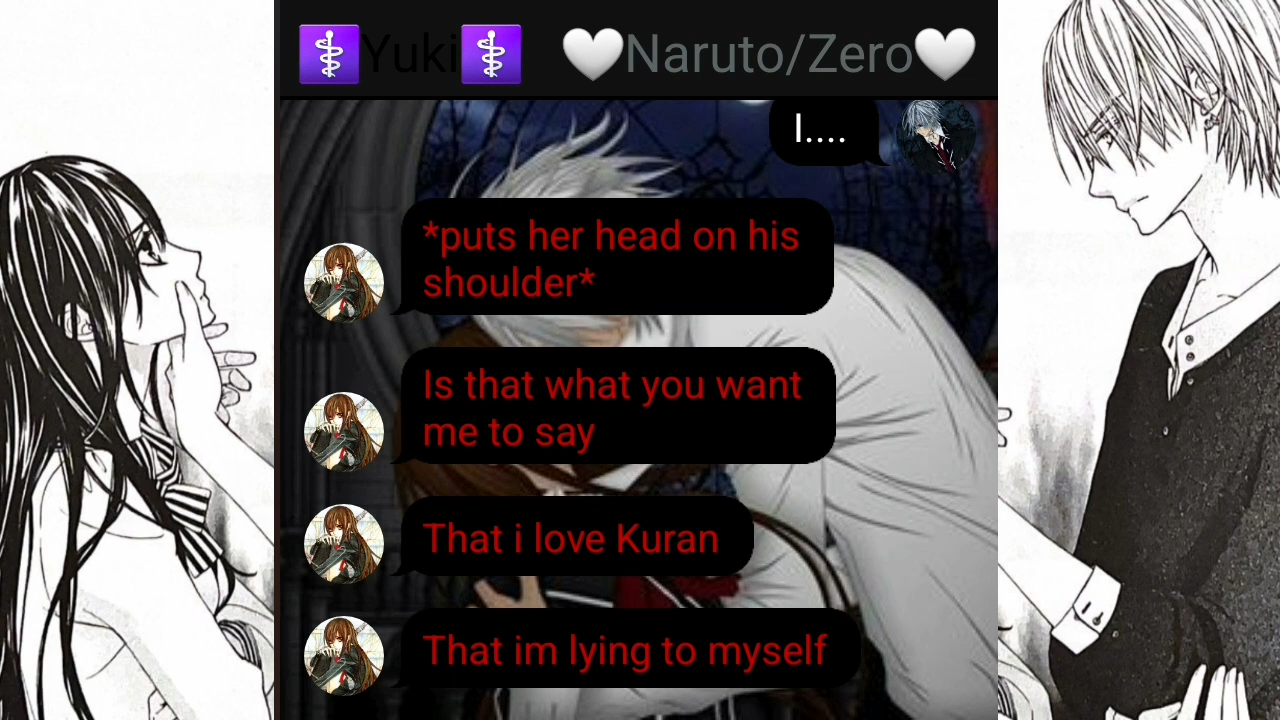 Yuki Naruto/Zero
I....
*puts her head on his
shoulder*
Is that what you want
me to say
That i love Kuran
That im lying to myself